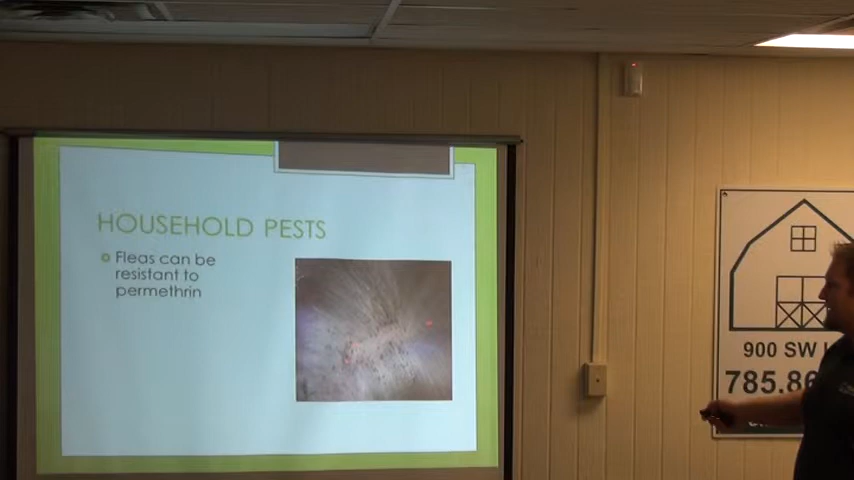 HOUSEHOLD PESTS
Fleas can be
resistant to
permethrin
900 SW
785.86